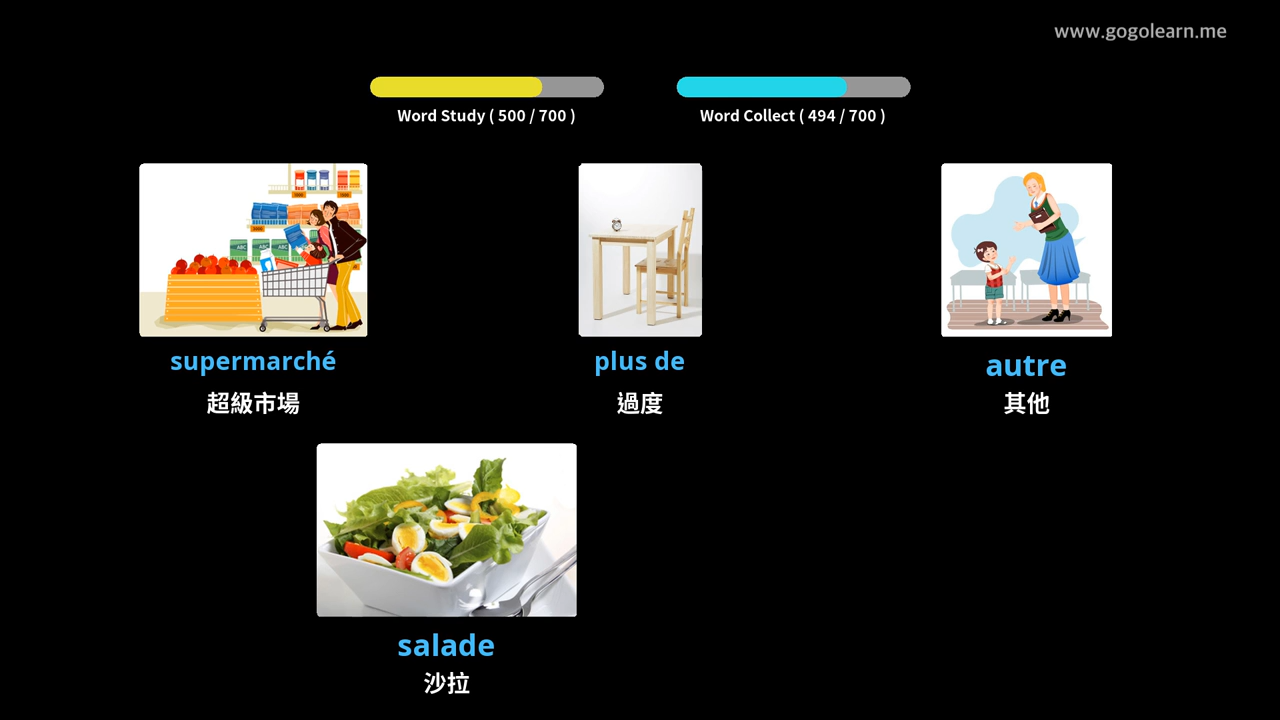 www.gogolearn.me
Word Study ( 500 / 700 )
Word Collect ( 494 / 700 )
supermarché
超級市場
plus de
過度
autre
其他
salade
沙拉